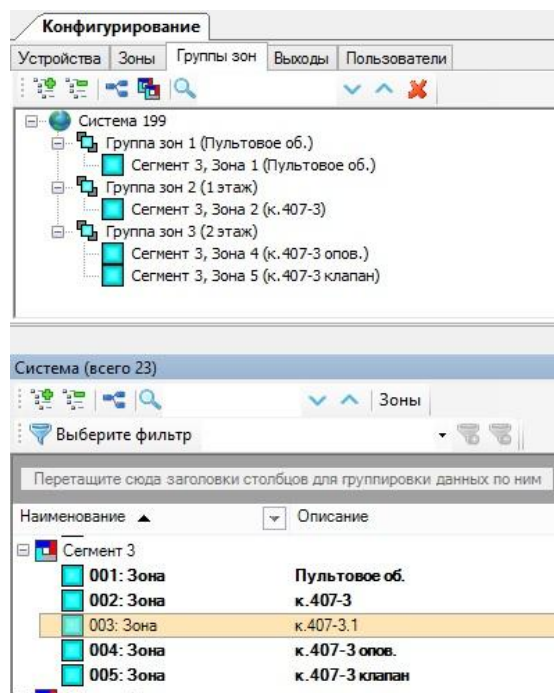 Конфигурирование
Устройства Зоны Группы зон Выходы Пользователи
Система 199
Группа зон 1 (Пультовое об.)
Сегмент 3, Зона 1 (Пультовое об.)
Группа зон 2 (1 этаж)
Сегмент 3, Зона 2 (к.407-3)
Группа зон 3 (2 этаж)
Сегмент 3, Зона 4 (к.407-3 опов.)
Сегмент 3, Зона 5 (к.407-3 клапан)
Система (всего 23)
Зоны
Выберите фильтр
Перетащите сюда заголовки столбцов для группировки данных по ним
Наименование Описание
Сегмент 3
001: Зона Пультовое об.
002: Зона к.407-3
003: Зона к.407-3.1
004: Зона к.407-3 опов.
005: Зона к.407-3 клапан